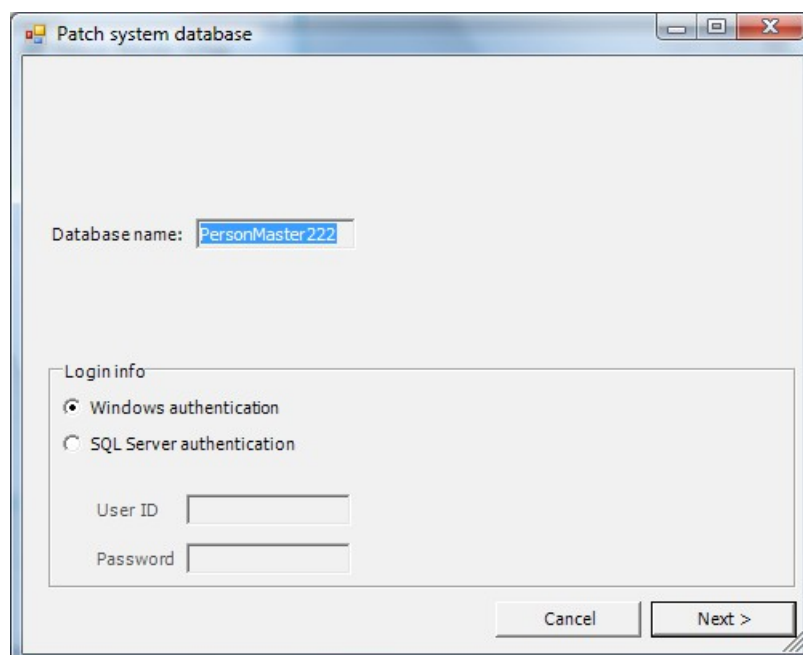 Patch system database
Database name: PersonMaster222
Login info
Windows authentication
SQL Server authentication
User ID
Password
Cancel Next >